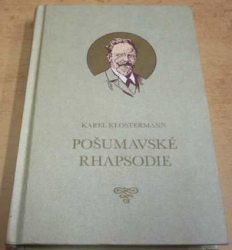 KAREL KLOSTERMANN
POŠUMAVSKÉ
RHAPSODIE